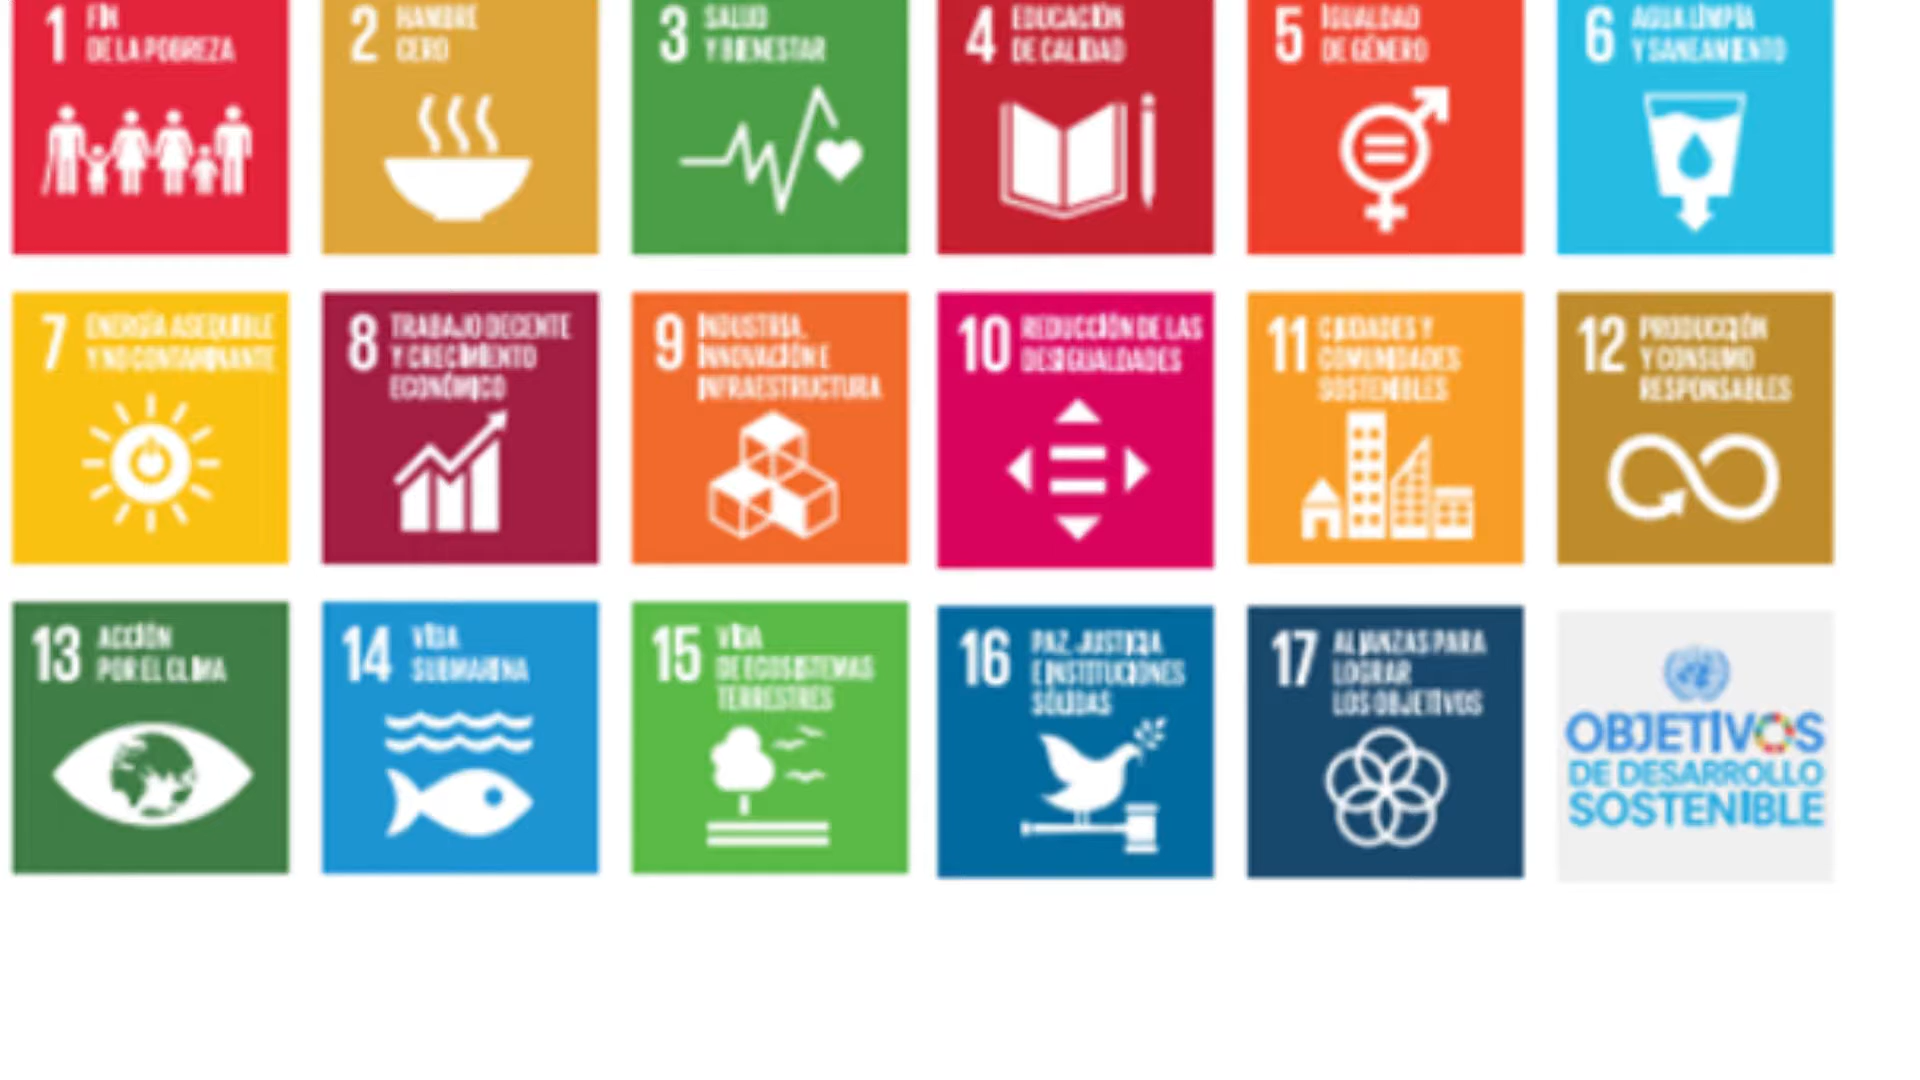 1 FIN
DE LA POBREZA
2 HAMBRE
CERO
3 SALUD
Y BIENESTAR
4 EDUCACIÓN
DE CALIDAD
5 IGUALDAD
DE GÉNERO
6 AGUA LIMPIA
Y SANEAMIENTO
7 ENERGÍA ASEQUIBLE
Y NO CONTAMINANTE
8 TRABAJO DECENTE
Y CRECIMIENTO
ECONÓMICO
9 INDUSTRIA,
INNOVACIÓN E
INFRAESTRUCTURA
10 REDUCCIÓN DE LAS
DESIGUALDADES
11 CIUDADES Y
COMUNIDADES
SOSTENIBLES
12 PRODUCCIÓN
Y CONSUMO
RESPONSABLES
13 ACCIÓN
POR EL CLIMA
14 VIDA
SUBMARINA
15 VIDA
DE ECOSISTEMAS
TERRESTRES
16 PAZ, JUSTICIA
E INSTITUCIONES
SÓLIDAS
17 ALIANZAS PARA
LOGRAR
LOS OBJETIVOS
OBJETIVOS
DE DESARROLLO
SOSTENIBLE